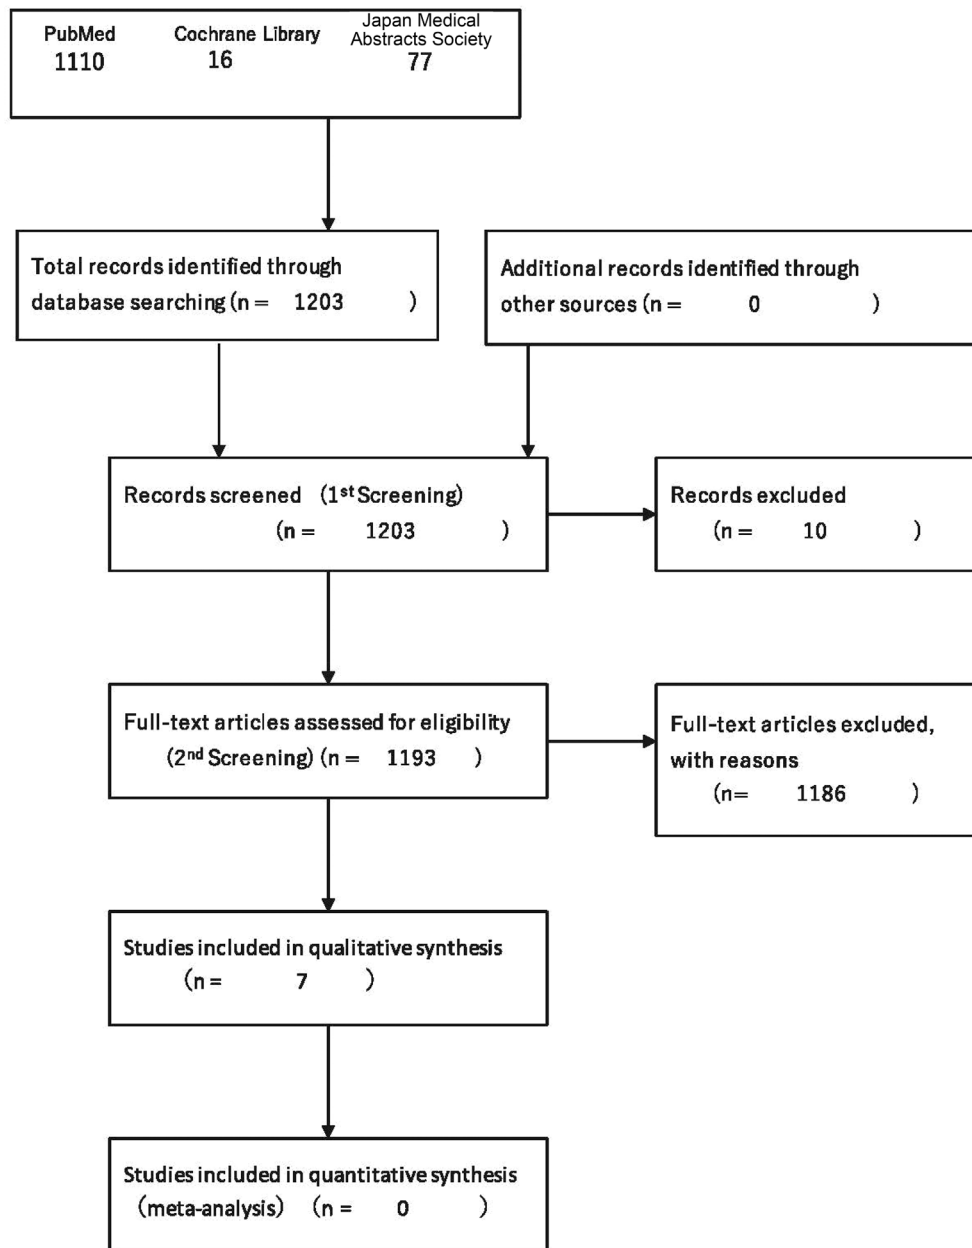 PubMed Cochrane Library Japan Medical Abstracts Society
1110 16 77
Total records identified through
database searching (n = 1203 )
Additional records identified through
other sources (n = 0 )
Records screened (1st Screening)
(n = 1203 )
Records excluded
(n = 10 )
Full-text articles assessed for eligibility
(2nd Screening) (n = 1193 )
Full-text articles excluded,
with reasons
(n= 1186 )
Studies included in qualitative synthesis
(n = 7 )
Studies included in quantitative synthesis
(meta-analysis) (n = 0 )